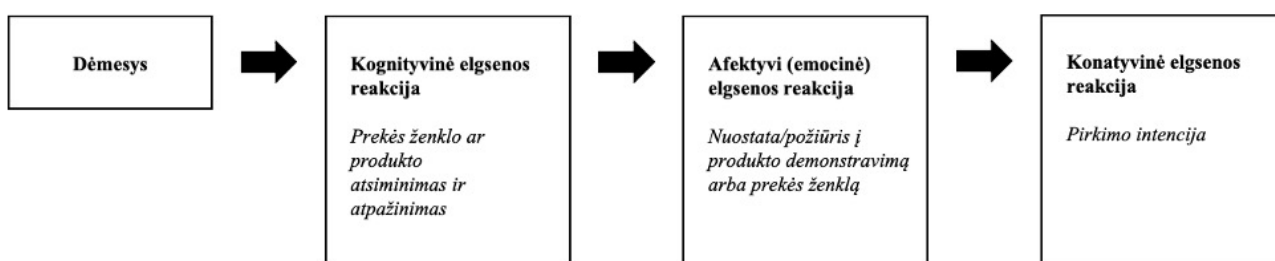 Dėmesys
Kognityvinė elgsenos
reakcija
Prekės ženklo ar
produkto
atsiminimas ir
atpažinimas
Afektyvi (emocinė)
elgsenos reakcija
Nuostata/požiūris į
produkto demonstravimą
arba prekės ženklą
Konatyvinė elgsenos
reakcija
Pirkimo intencija